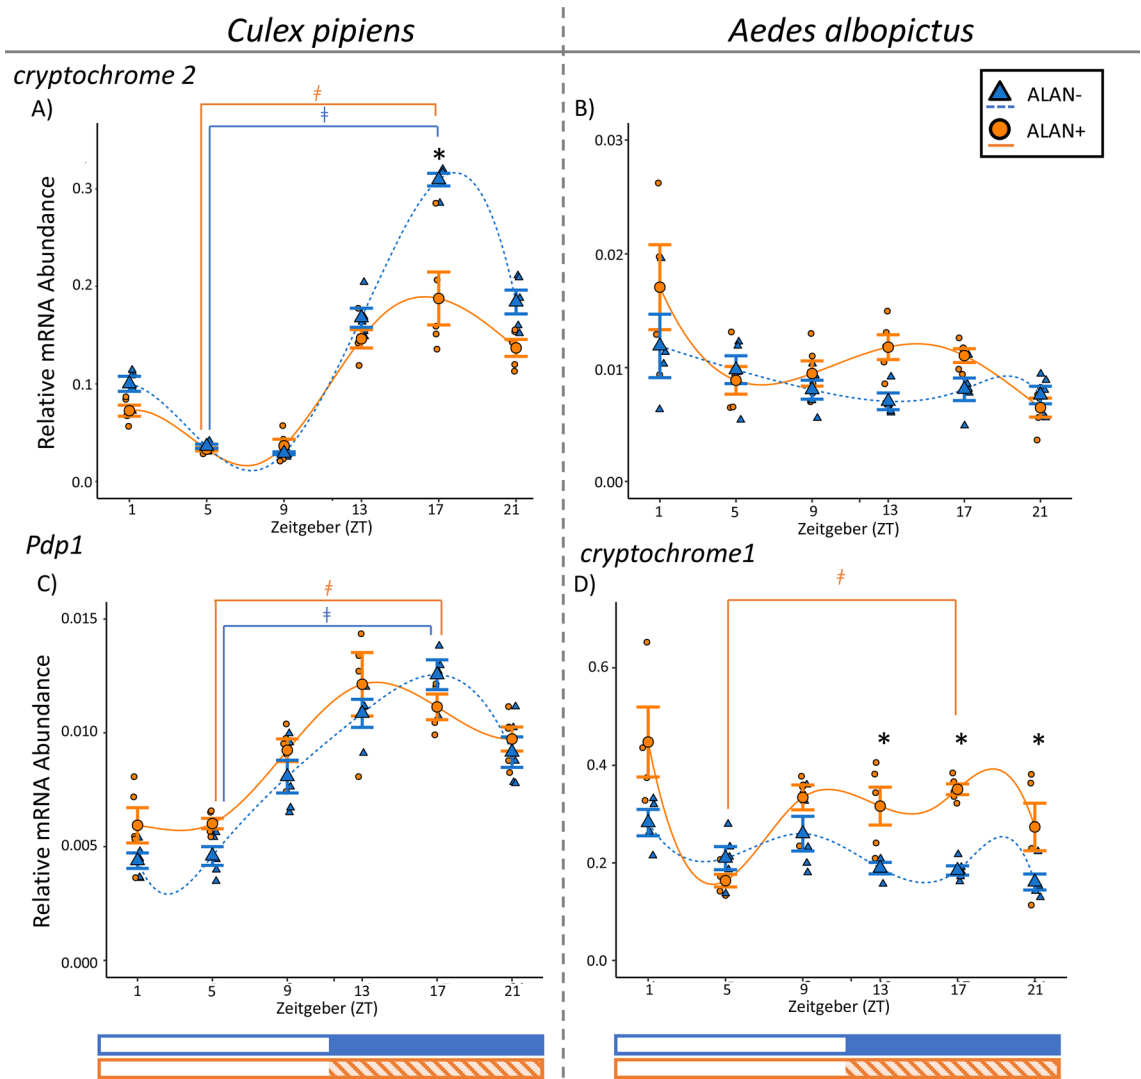 Culex pipiens
Aedes albopictus
cryptochrome 2
A)
B)
ALAN-
ALAN+
ǂ
ǂ
*
Relative mRNA Abundance
0.3
0.2
0.1
0.0
1 5 9 13 17 21
Zeitgeber (ZT)
0.03
0.02
0.01
0.00
1 5 9 13 17 21
Zeitgeber (ZT)
Pdp1
cryptochrome1
C)
D)
ǂ
ǂ
Relative mRNA Abundance
0.015
0.010
0.005
0.000
1 5 9 13 17 21
Zeitgeber (ZT)
ǂ
* * *
0.6
0.4
0.2
0.0
1 5 9 13 17 21
Zeitgeber (ZT)